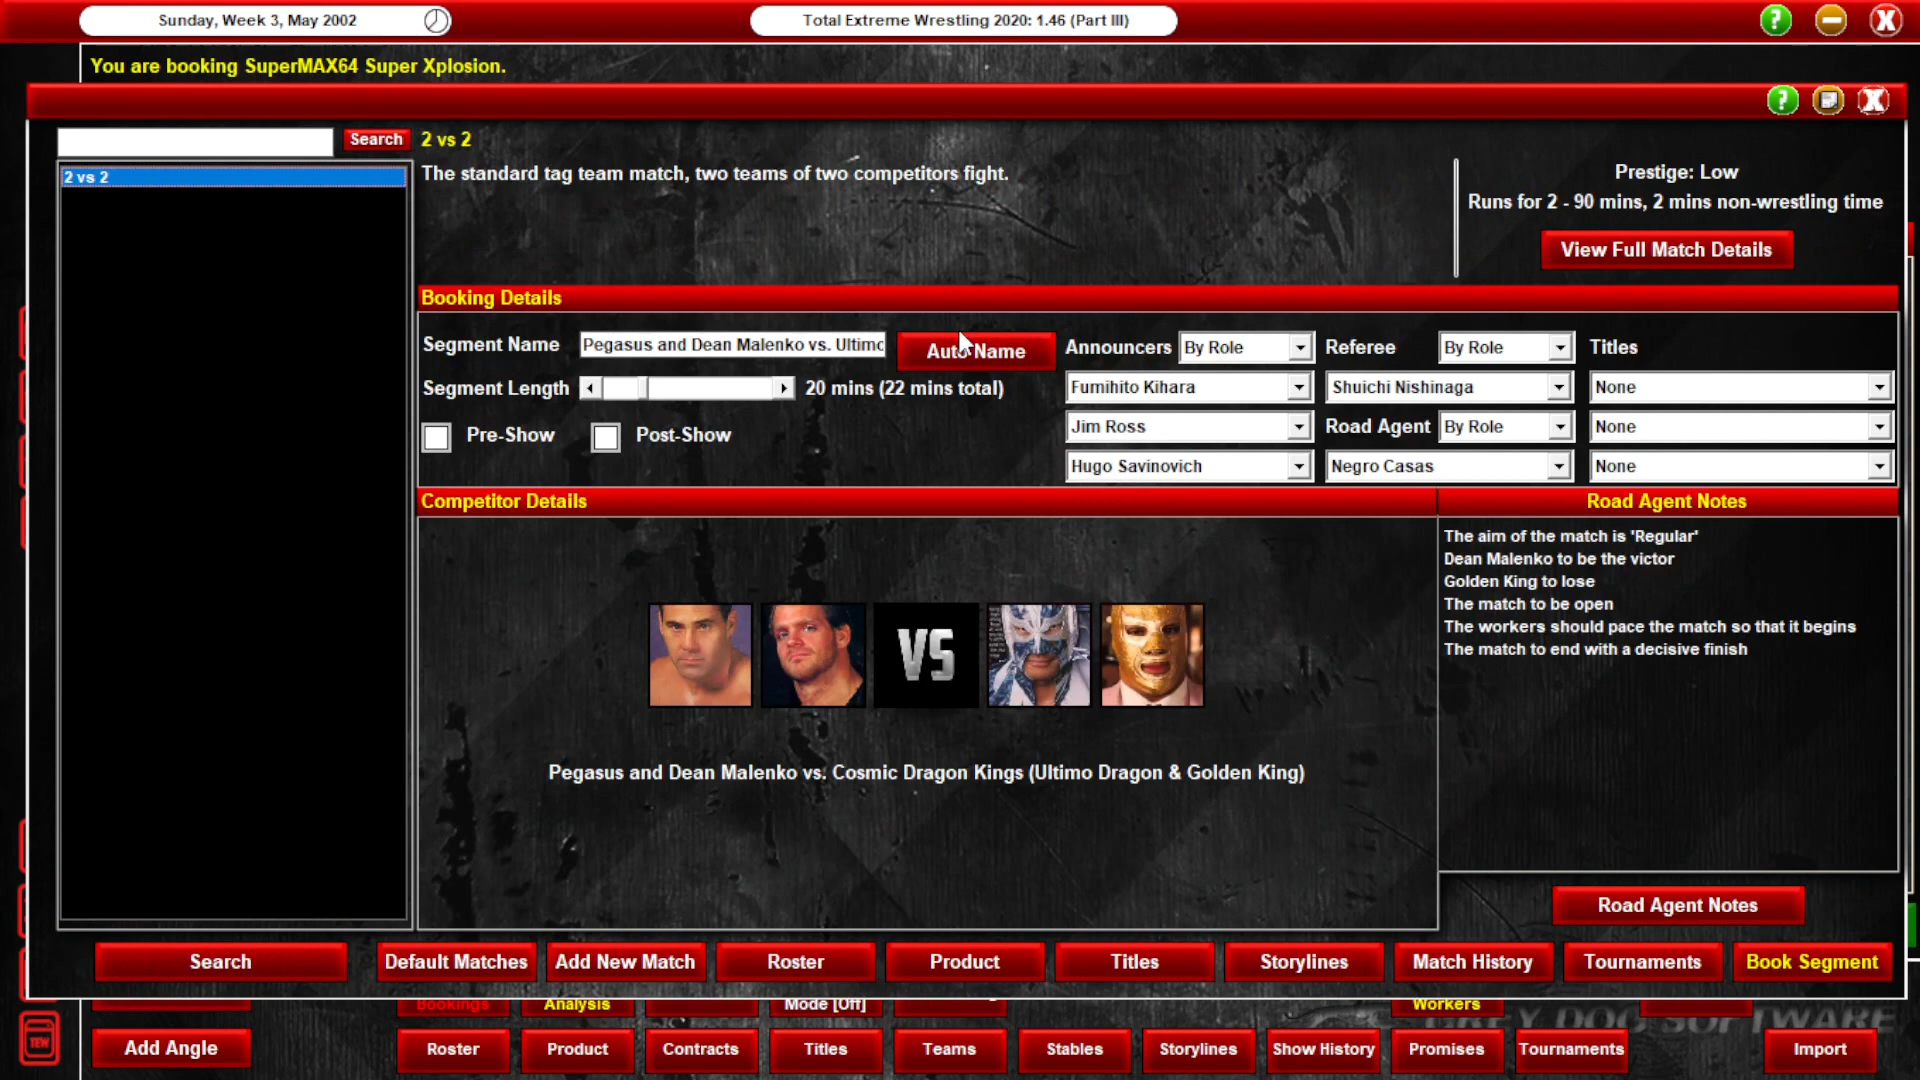 Sunday, Week 3, May 2002
Total Extreme Wrestling 2020: 1.46 (Part III)
You are booking SuperMAX64 Super Xplosion.
Search
2 vs 2
2 vs 2
The standard tag team match, two teams of two competitors fight.
Prestige: Low
Runs for 2 - 90 mins, 2 mins non-wrestling time
View Full Match Details
Booking Details
Segment Name
Pegasus and Dean Malenko vs. Ultimo
Auto Name
Announcers
By Role
Referee
By Role
Titles
Segment Length
20 mins (22 mins total)
Fumihito Kihara
Shuichi Nishinaga
None
Pre-Show
Post-Show
Jim Ross
Road Agent
By Role
None
Hugo Savinovich
Negro Casas
None
Competitor Details
Road Agent Notes
The aim of the match is 'Regular'
Dean Malenko to be the victor
Golden King to lose
The match to be open
The workers should pace the match so that it begins
The match to end with a decisive finish
VS
Pegasus and Dean Malenko vs. Cosmic Dragon Kings (Ultimo Dragon & Golden King)
Road Agent Notes
Search
Default Matches
Add New Match
Roster
Product
Titles
Storylines
Match History
Tournaments
Book Segment
Bookings
Analysis
Mode [Off]
Workers
GREY DOG SOFTWARE
TEW
Add Angle
Roster
Product
Contracts
Titles
Teams
Stables
Storylines
Show History
Promises
Tournaments
Import